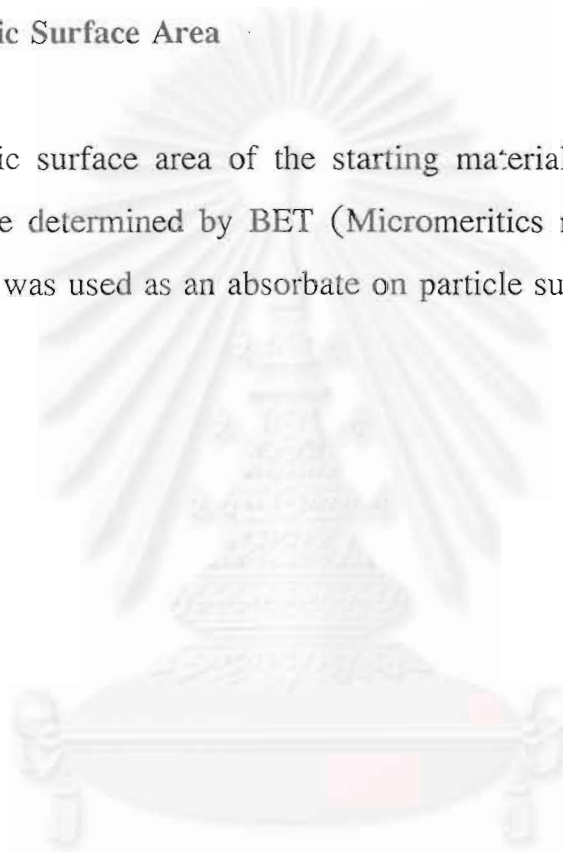 ic Surface Area
ic surface area of the starting material
e determined by BET (Micromeritics
was used as an absorbate on particle su